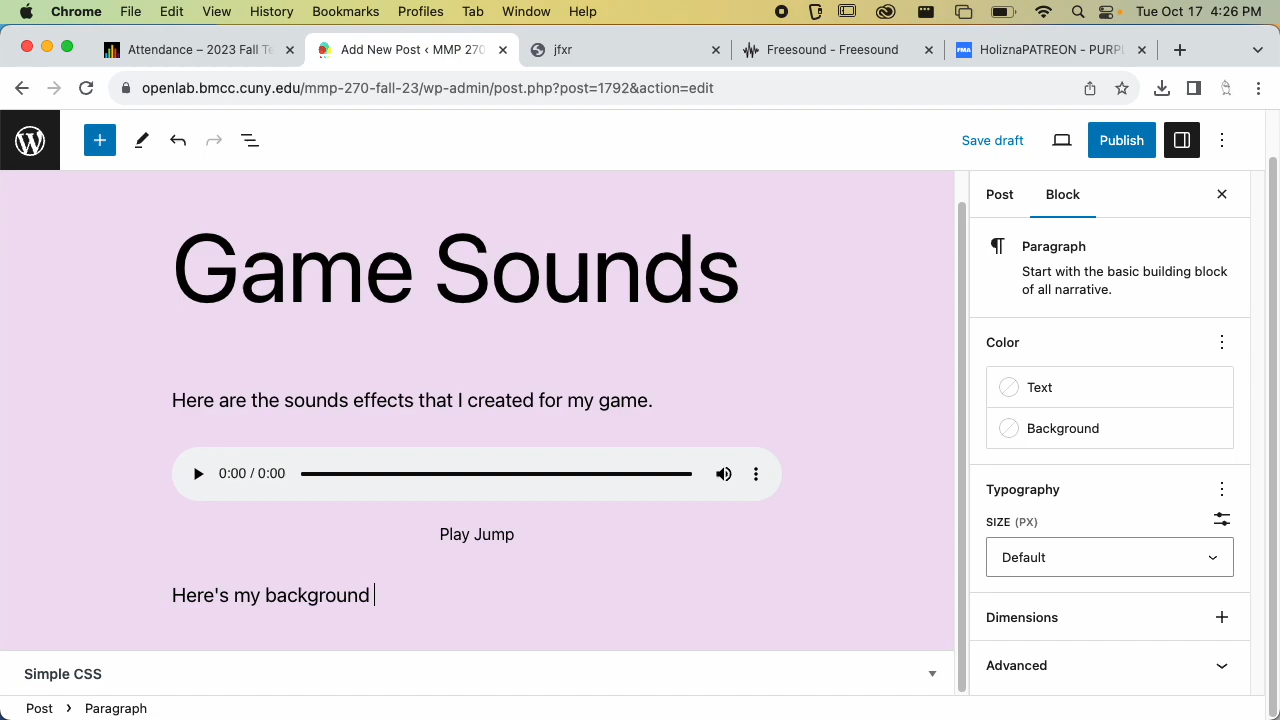 Chrome File Edit View History Bookmarks Profiles Tab Window Help Tue Oct 17 4:26 PM
Attendance – 2023 Fall Te Add New Post ‹ MMP 270 jfxr Freesound - Freesound FMA HoliznaPATREON - PURPL
openlab.bmcc.cuny.edu/mmp-270-fall-23/wp-admin/post.php?post=1792&action=edit
Save draft Publish
Post Block
Paragraph
Start with the basic building block
of all narrative.
Game Sounds
Color
Text
Here are the sounds effects that I created for my game.
Background
0:00 / 0:00
Typography
SIZE (PX)
Play Jump
Default
Here's my background
Dimensions
Advanced
Simple CSS
Post › Paragraph